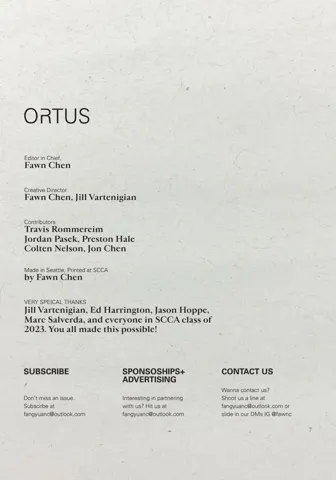 ORTUS
Editor in Chief,
Fawn Chen
Creative Director
Fawn Chen, Jill Vartenigian
Contributors
Travis Rommereim
Jordan Pasek, Preston Hale
Colten Nelson, Jon Chen
Made in Seattle, Printed at SCCA
by Fawn Chen
VERY SPEICAL THANKS
Jill Vartenigian, Ed Harrington, Jason Hoppe,
Marc Salverda, and everyone in SCCA class of
2023. You all made this possible!
SUBSCRIBE
Don't miss an issue.
Subscirbe at
fangyuanc@outlook.com
SPONSOSHIPS+
ADVERTISING
Interesting in partnering
with us? Hit us at
fangyuanc@outlook.com
CONTACT US
Wanna contact us?
Shoot us a line at
fangyuanc@outlook.com or
slide in our DMs IG @fawnc
7